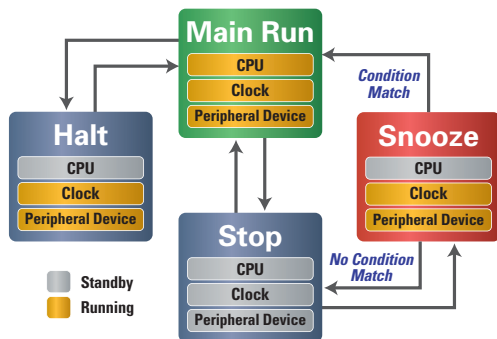 Main Run
CPU
Clock
Peripheral Device
Condition
Match
Halt
CPU
Clock
Peripheral Device
Snooze
CPU
Clock
Peripheral Device
Stop
CPU
Clock
Peripheral Device
No Condition
Match
Standby
Running